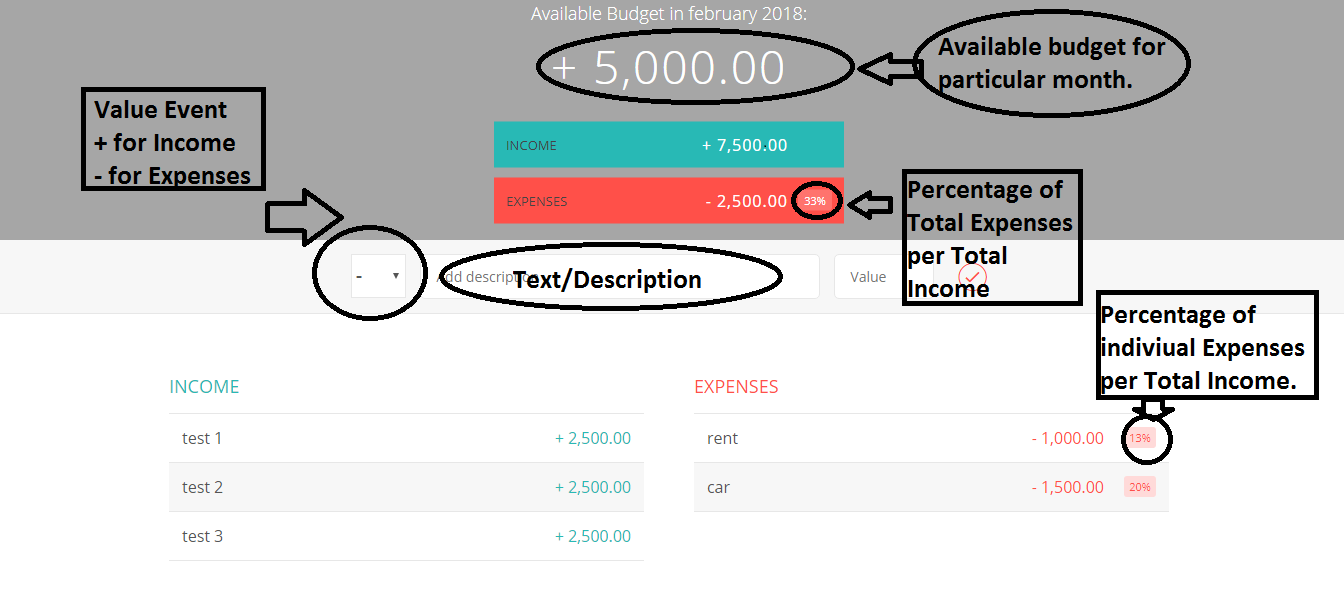 Available Budget in february 2018:
+ 5,000.00
Available budget for
particular month.
Value Event
+ for Income
- for Expenses
INCOME + 7,500.00
EXPENSES - 2,500.00 33%
Percentage of
Total Expenses
per Total
Income
-
Add description
Text/Description
Value
Percentage of
indiviual Expenses
per Total Income.
INCOME
test 1 + 2,500.00
test 2 + 2,500.00
test 3 + 2,500.00
EXPENSES
rent - 1,000.00 13%
car - 1,500.00 20%